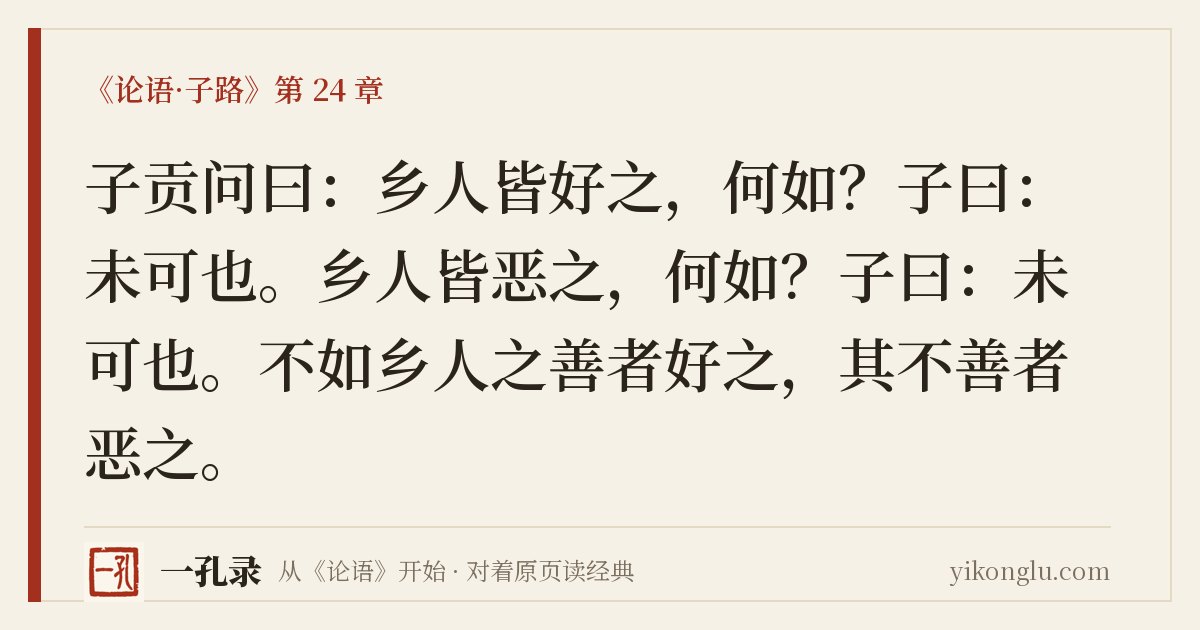 《论语·子路》第 24 章
子贡问曰：乡人皆好之，何如？子曰：
未可也。乡人皆恶之，何如？子曰：未
可也。不如乡人之善者好之，其不善者
恶之。
一孔
一孔录 从《论语》开始 · 对着原页读经典 yikonglu.com